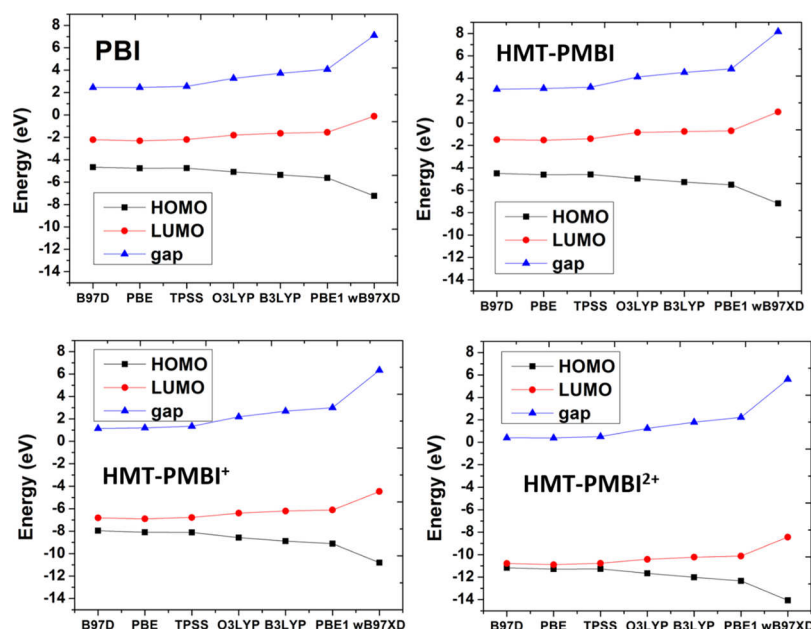 PBI
8
6
4
2
0
-2
-4
-6
-8
-10
-12
-14
Energy (eV)
HOMO
LUMO
gap
B97D PBE TPSS O3LYP B3LYP PBE1 wB97XD
HMT-PMBI
8
6
4
2
0
-2
-4
-6
-8
-10
-12
-14
Energy (eV)
HOMO
LUMO
gap
B97D PBE TPSS O3LYP B3LYP PBE1 wB97XD
HMT-PMBI⁺
8
6
4
2
0
-2
-4
-6
-8
-10
-12
-14
Energy (eV)
HOMO
LUMO
gap
B97D PBE TPSS O3LYP B3LYP PBE1 wB97XD
HMT-PMBI²⁺
8
6
4
2
0
-2
-4
-6
-8
-10
-12
-14
Energy (eV)
HOMO
LUMO
gap
B97D PBE TPSS O3LYP B3LYP PBE1 wB97XD